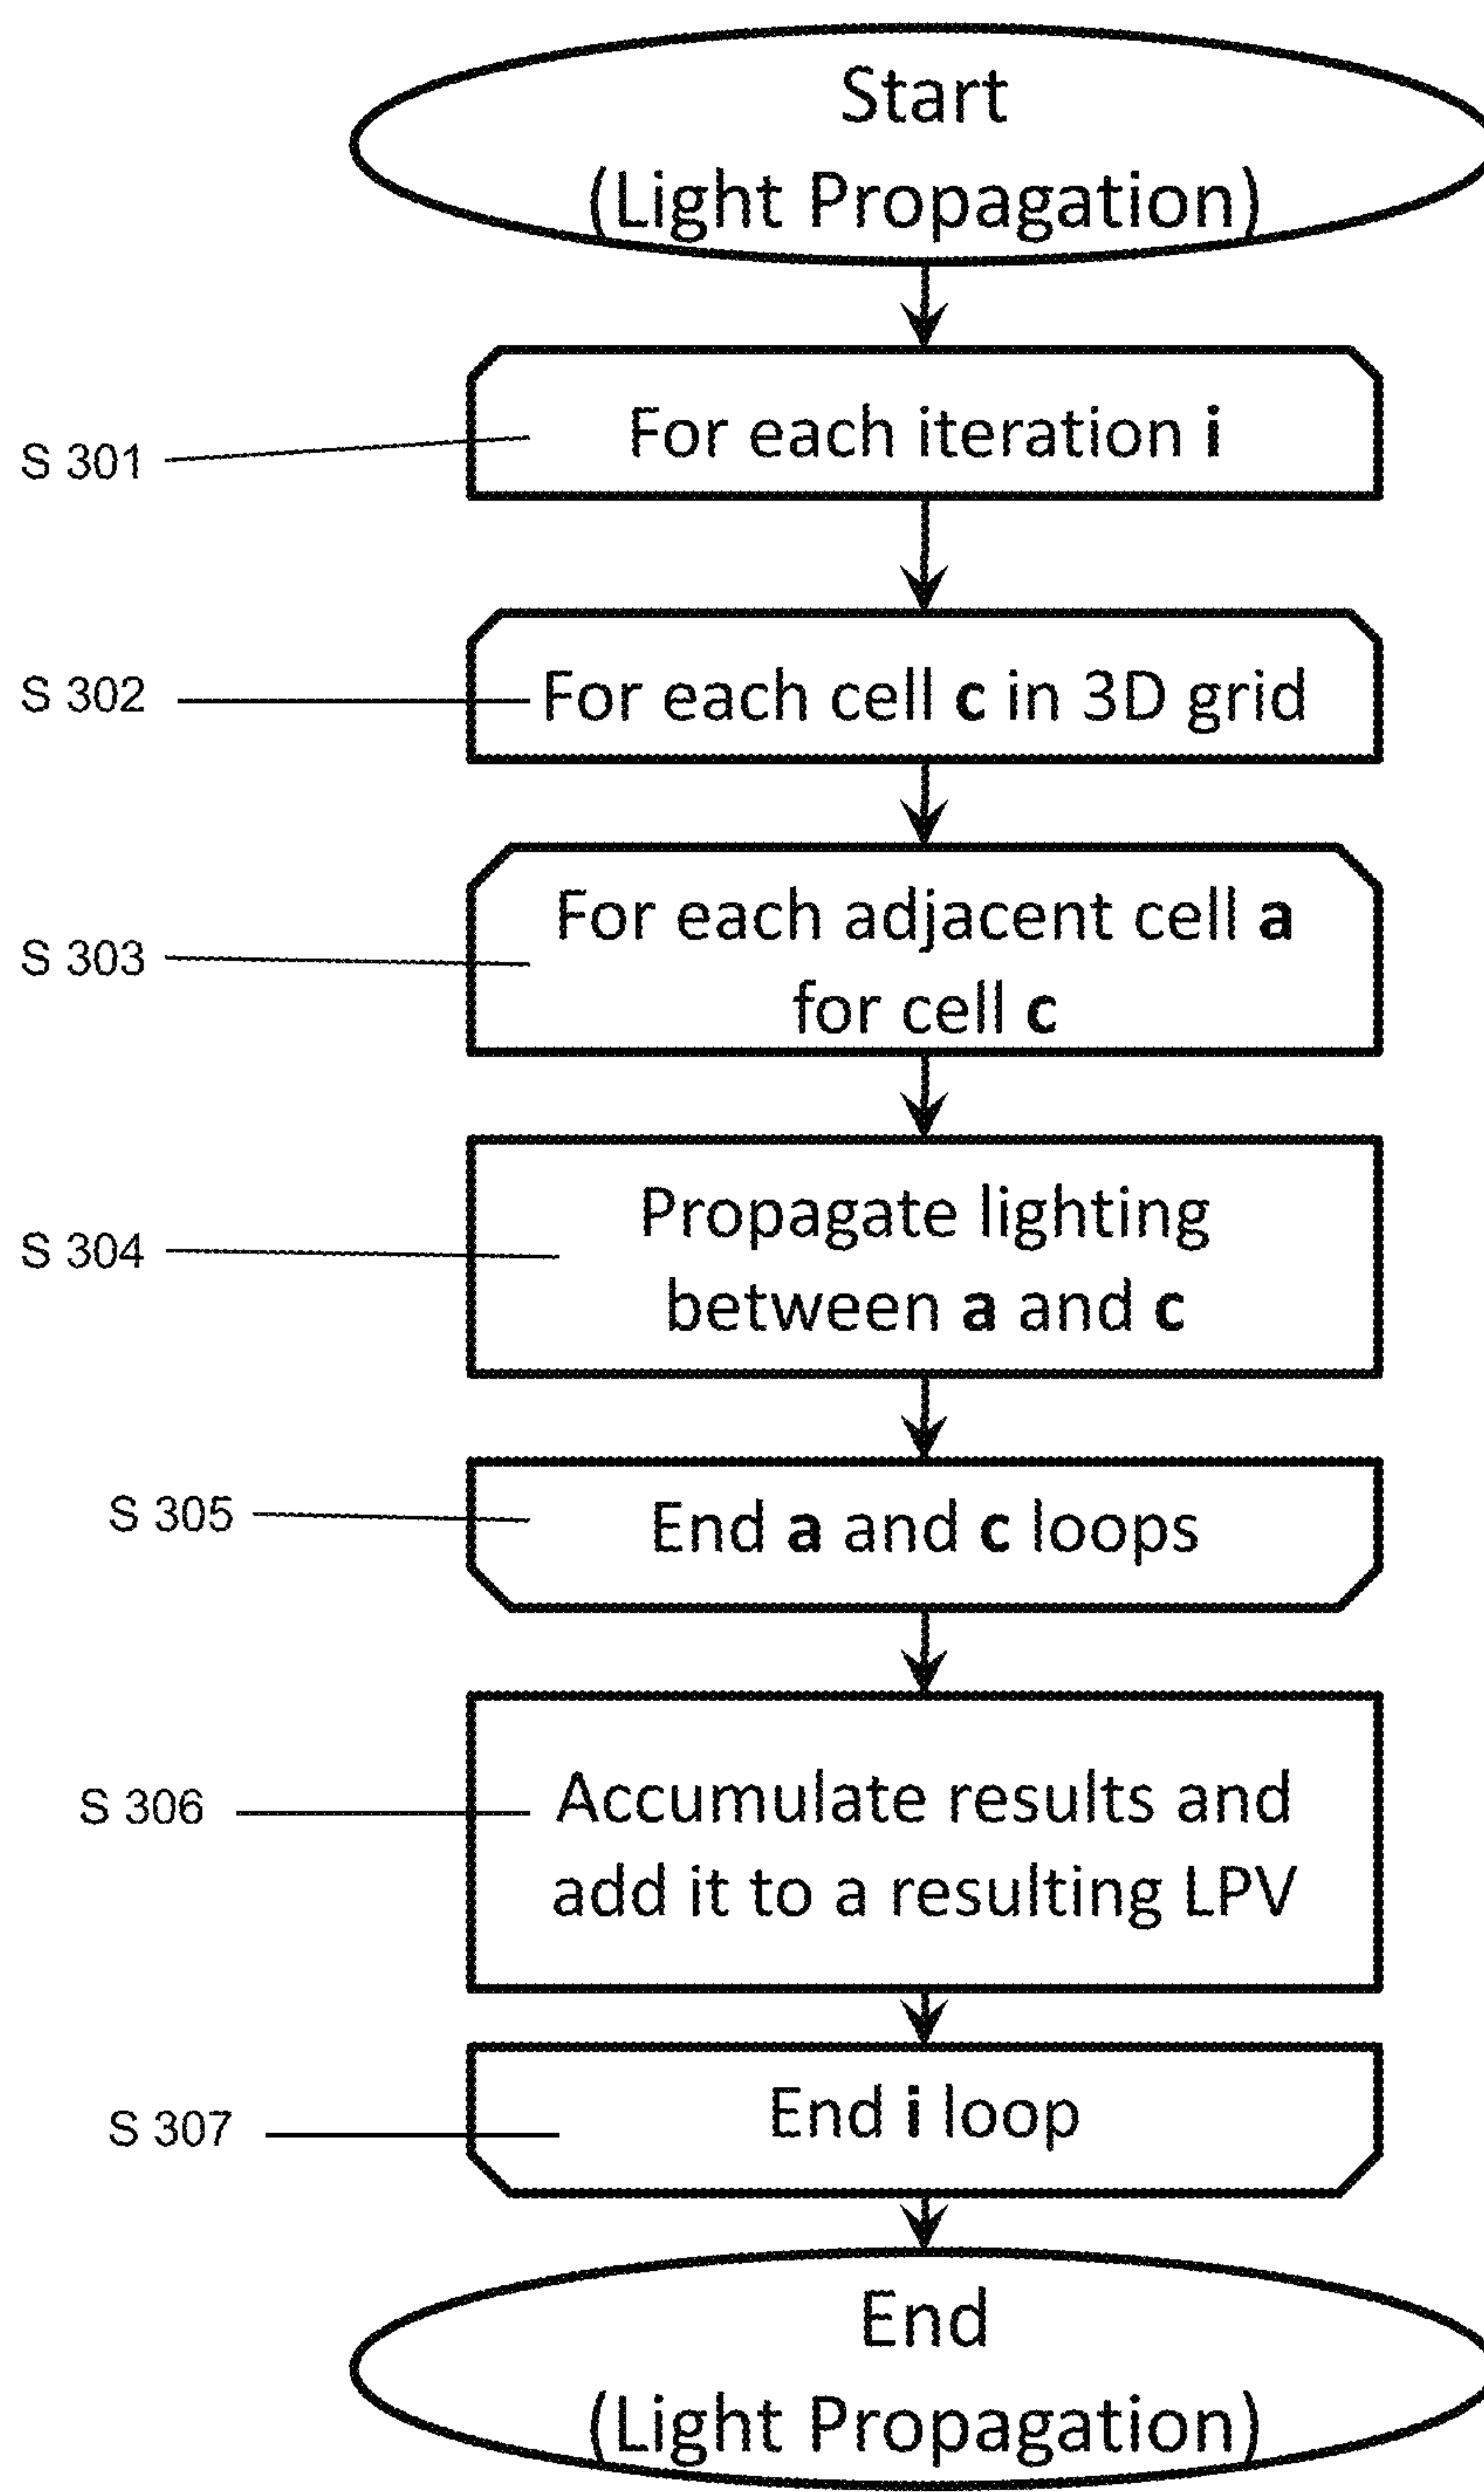 Start
(Light Propagation)
S 301
For each iteration i
S 302
For each cell c in 3D grid
S 303
For each adjacent cell a
for cell c
S 304
Propagate lighting
between a and c
S 305
End a and c loops
S 306
Accumulate results and
add it to a resulting LPV
S 307
End i loop
End
(Light Propagation)